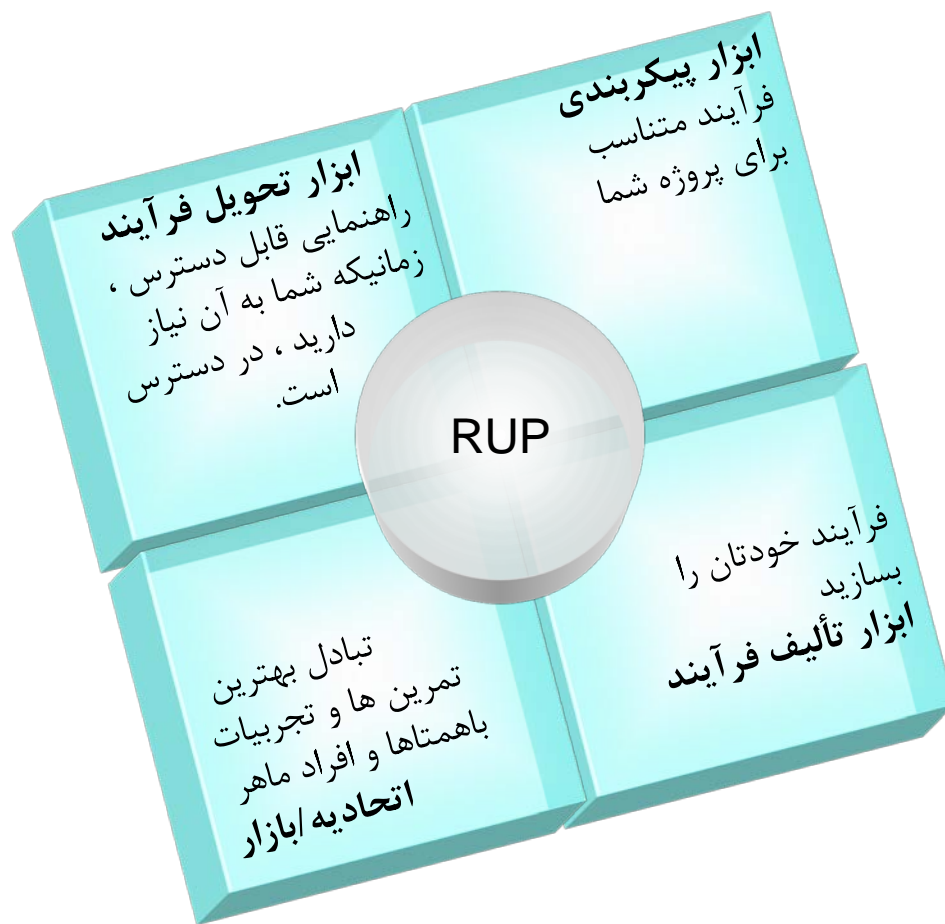 ابزار پیکربندی
فرآیند متناسب
برای پروژه شما
ابزار تحویل فرآیند
راهنمایی قابل دسترس ،
زمانیکه شما به آن نیاز
دارید ، در دسترس
است.
RUP
فرآیند خودتان را
بسازید
ابزار تألیف فرآیند
تبادل بهترین
تمرین ها و تجربیات
باهمتاها و افراد ماهر
اتحادیه/بازار